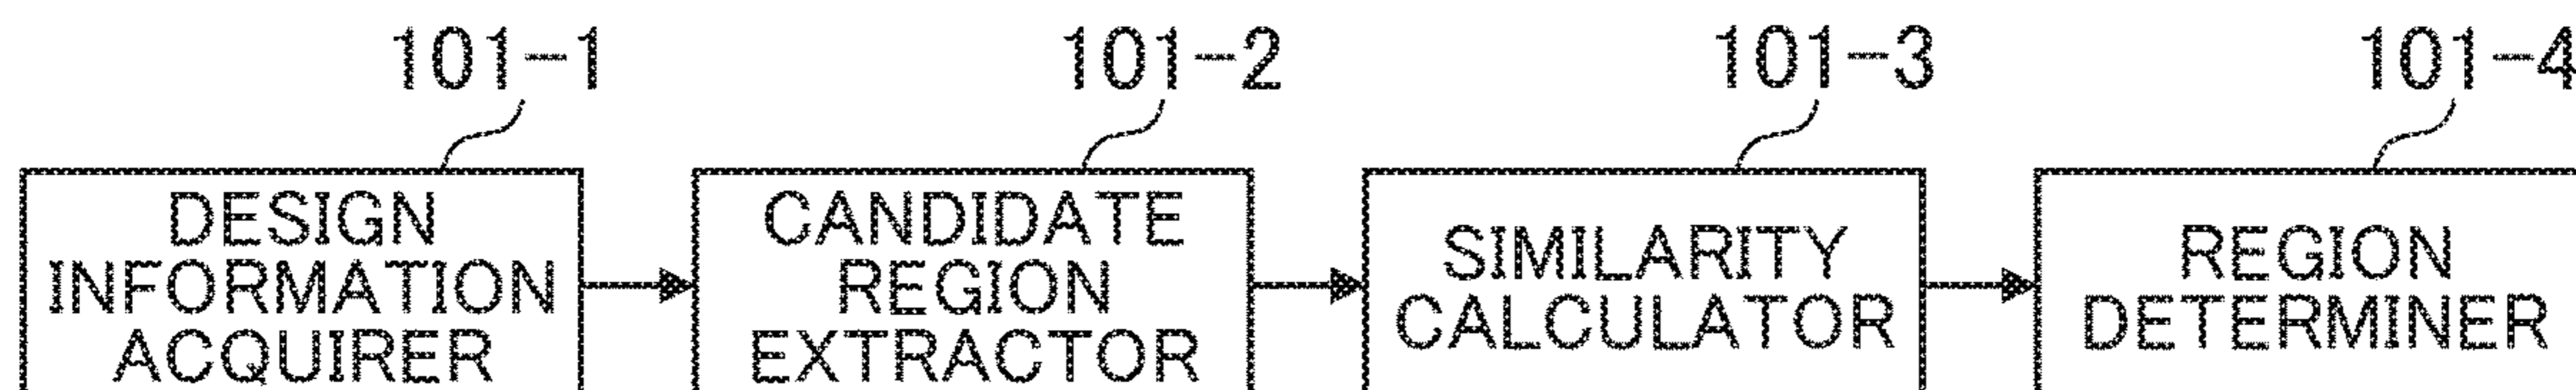 101-1
101-2
101-3
101-4
DESIGN
INFORMATION
ACQUIRER
CANDIDATE
REGION
EXTRACTOR
SIMILARITY
CALCULATOR
REGION
DETERMINER